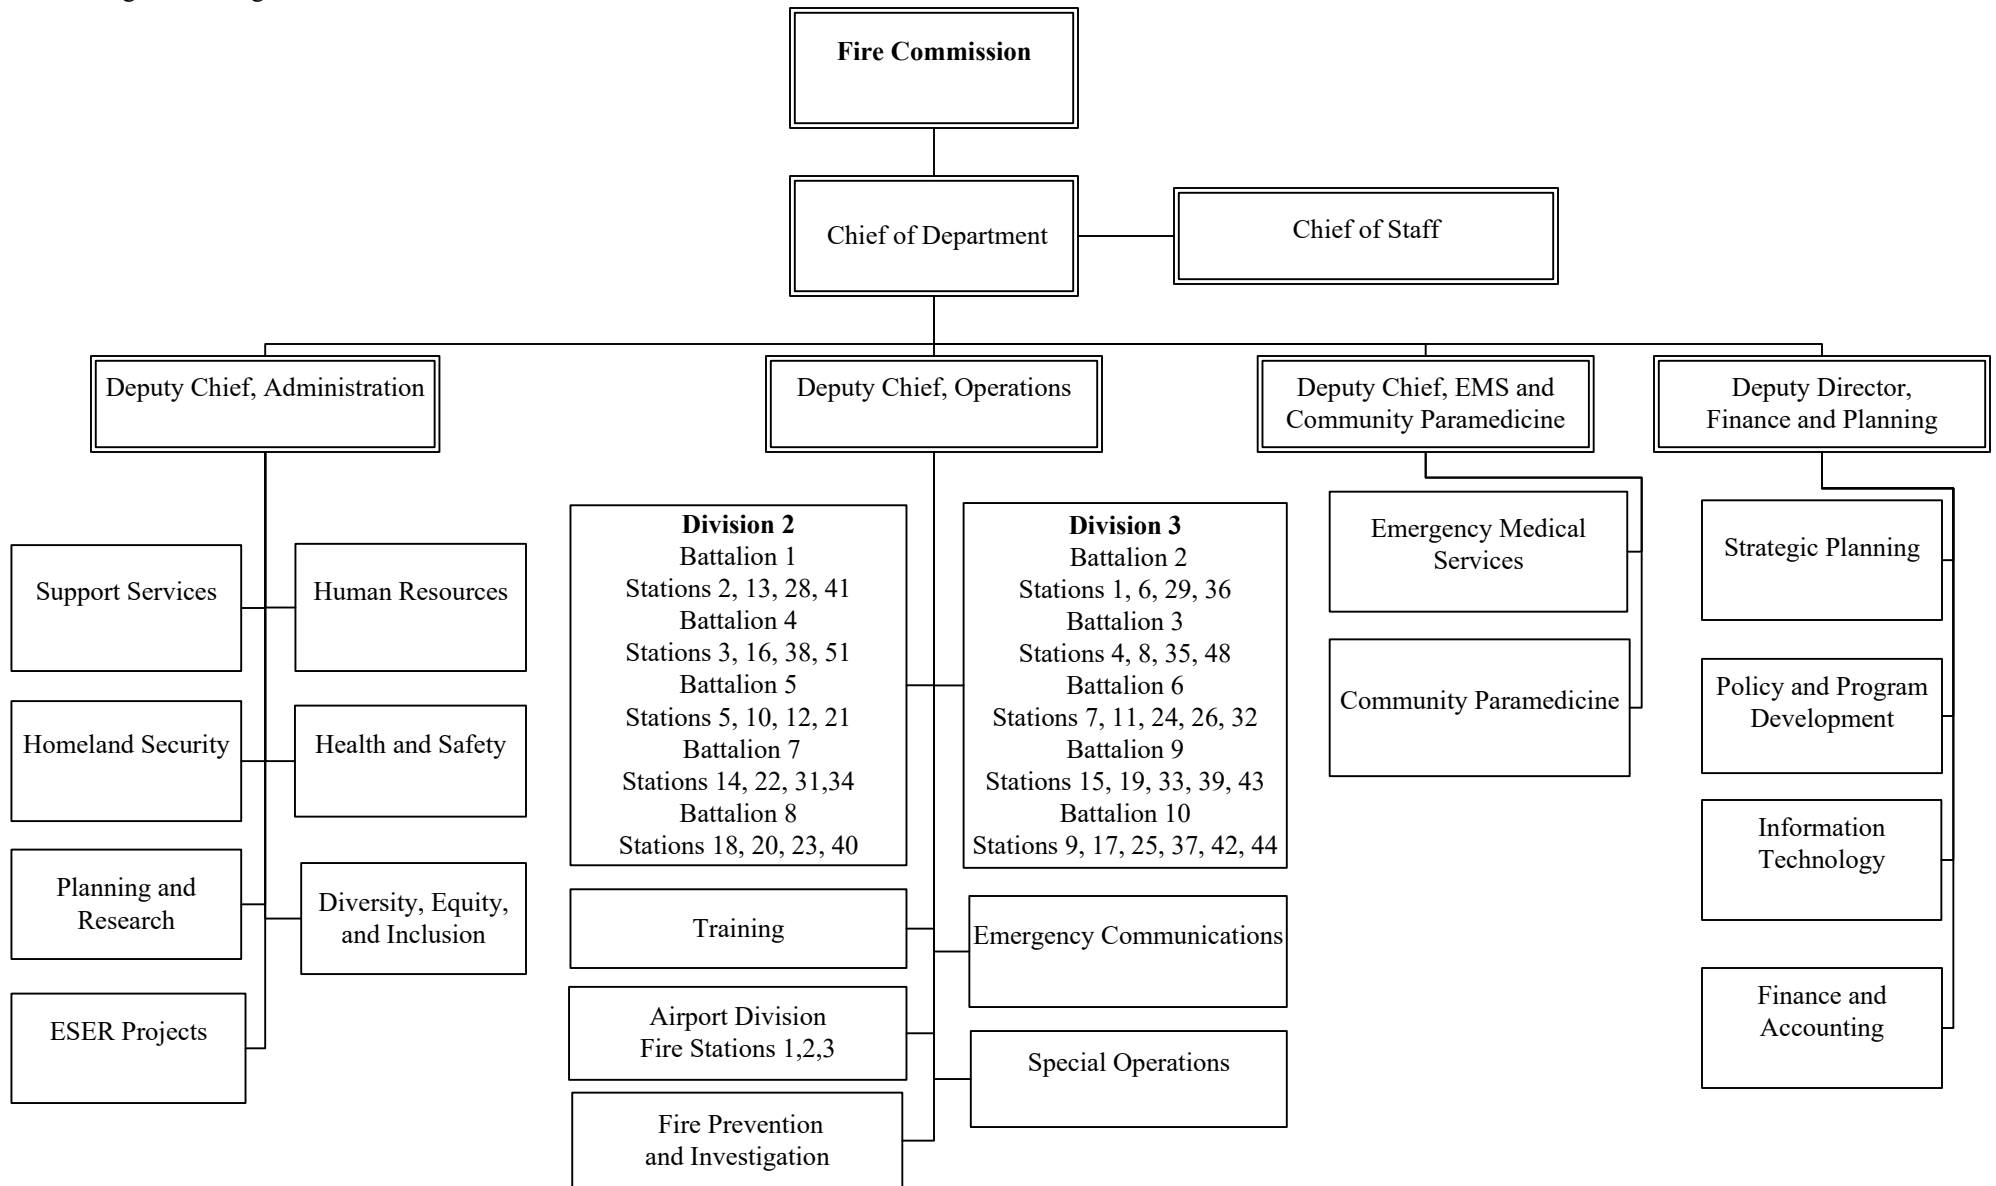 Fire Commission
Chief of Department
Chief of Staff
Deputy Chief, Administration
Deputy Chief, Operations
Deputy Chief, EMS and
Community Paramedicine
Deputy Director,
Finance and Planning
Support Services
Human Resources
Homeland Security
Health and Safety
Planning and
Research
Diversity, Equity,
and Inclusion
ESER Projects
Division 2
Battalion 1
Stations 2, 13, 28, 41
Battalion 4
Stations 3, 16, 38, 51
Battalion 5
Stations 5, 10, 12, 21
Battalion 7
Stations 14, 22, 31,34
Battalion 8
Stations 18, 20, 23, 40
Division 3
Battalion 2
Stations 1, 6, 29, 36
Battalion 3
Stations 4, 8, 35, 48
Battalion 6
Stations 7, 11, 24, 26, 32
Battalion 9
Stations 15, 19, 33, 39, 43
Battalion 10
Stations 9, 17, 25, 37, 42, 44
Training
Emergency Communications
Airport Division
Fire Stations 1,2,3
Special Operations
Fire Prevention
and Investigation
Emergency Medical
Services
Community Paramedicine
Strategic Planning
Policy and Program
Development
Information
Technology
Finance and
Accounting